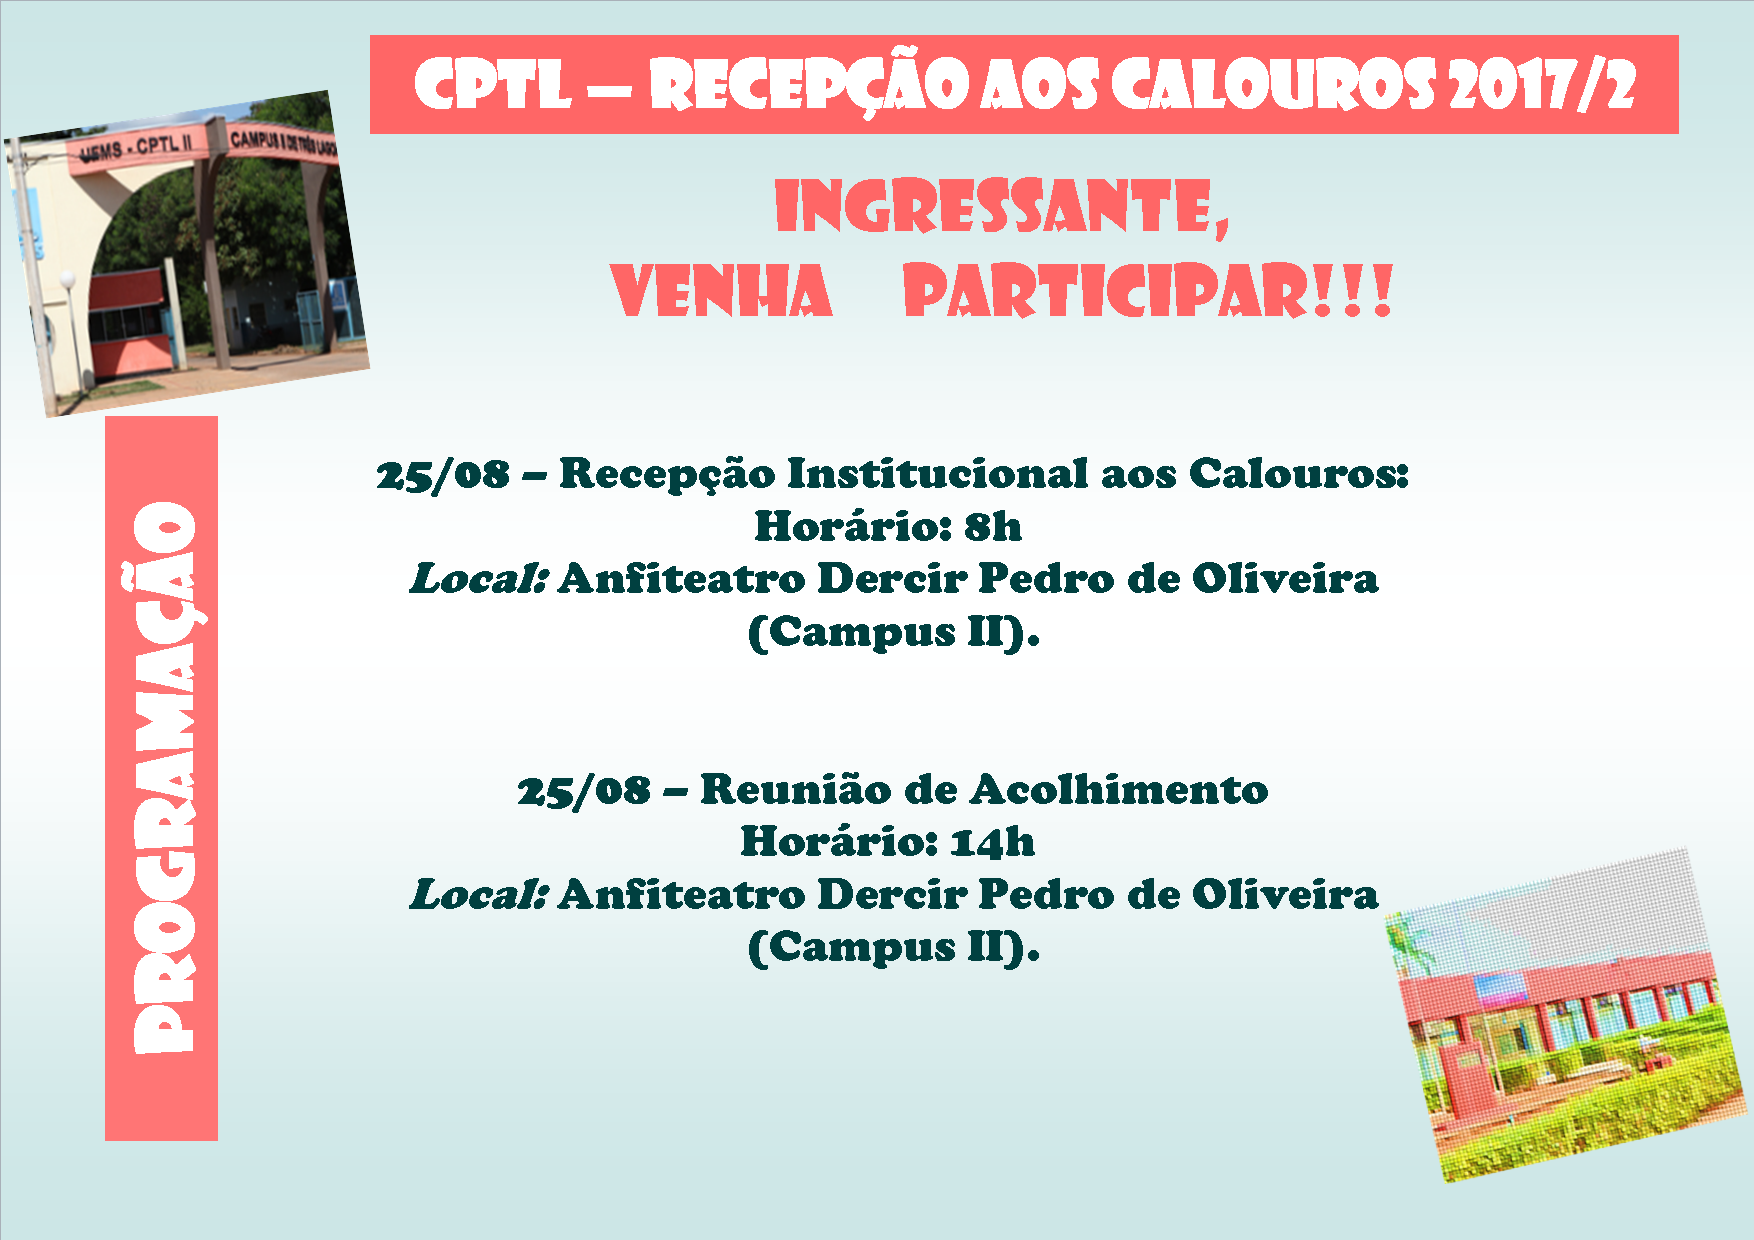 CPTL – RECEPÇÃO AOS CALOUROS 2017/2
UFMS - CPTL II
CAMPUS II DE TRÊS LAGOAS
INGRESSANTE,
VENHA PARTICIPAR!!!
PROGRAMAÇÃO
25/08 – Recepção Institucional aos Calouros:
Horário: 8h
Local: Anfiteatro Dercir Pedro de Oliveira
(Campus II).
25/08 – Reunião de Acolhimento
Horário: 14h
Local: Anfiteatro Dercir Pedro de Oliveira
(Campus II).